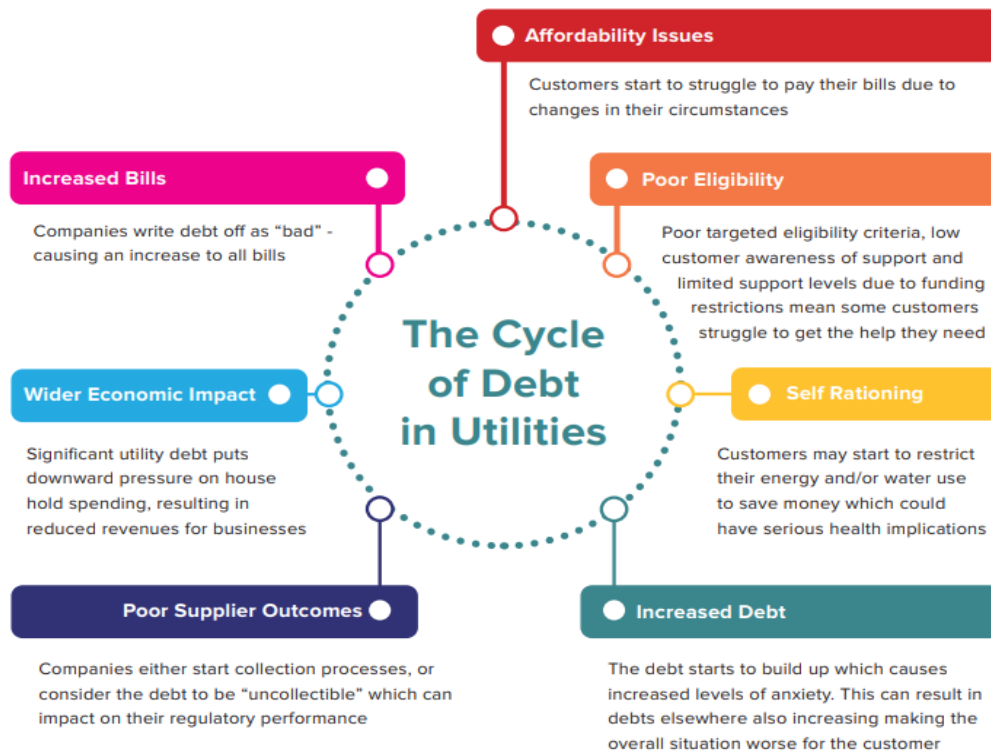 Affordability Issues
Customers start to struggle to pay their bills due to
changes in their circumstances
Poor Eligibility
Poor targeted eligibility criteria, low
customer awareness of support and
limited support levels due to funding
restrictions mean some customers
struggle to get the help they need
Self Rationing
Customers may start to restrict
their energy and/or water use
to save money which could
have serious health implications
Increased Debt
The debt starts to build up which causes
increased levels of anxiety. This can result in
debts elsewhere also increasing making the
overall situation worse for the customer
Poor Supplier Outcomes
Companies either start collection processes, or
consider the debt to be “uncollectible” which can
impact on their regulatory performance
Wider Economic Impact
Significant utility debt puts
downward pressure on house
hold spending, resulting in
reduced revenues for businesses
Increased Bills
Companies write debt off as “bad” -
causing an increase to all bills
The Cycle
of Debt
in Utilities